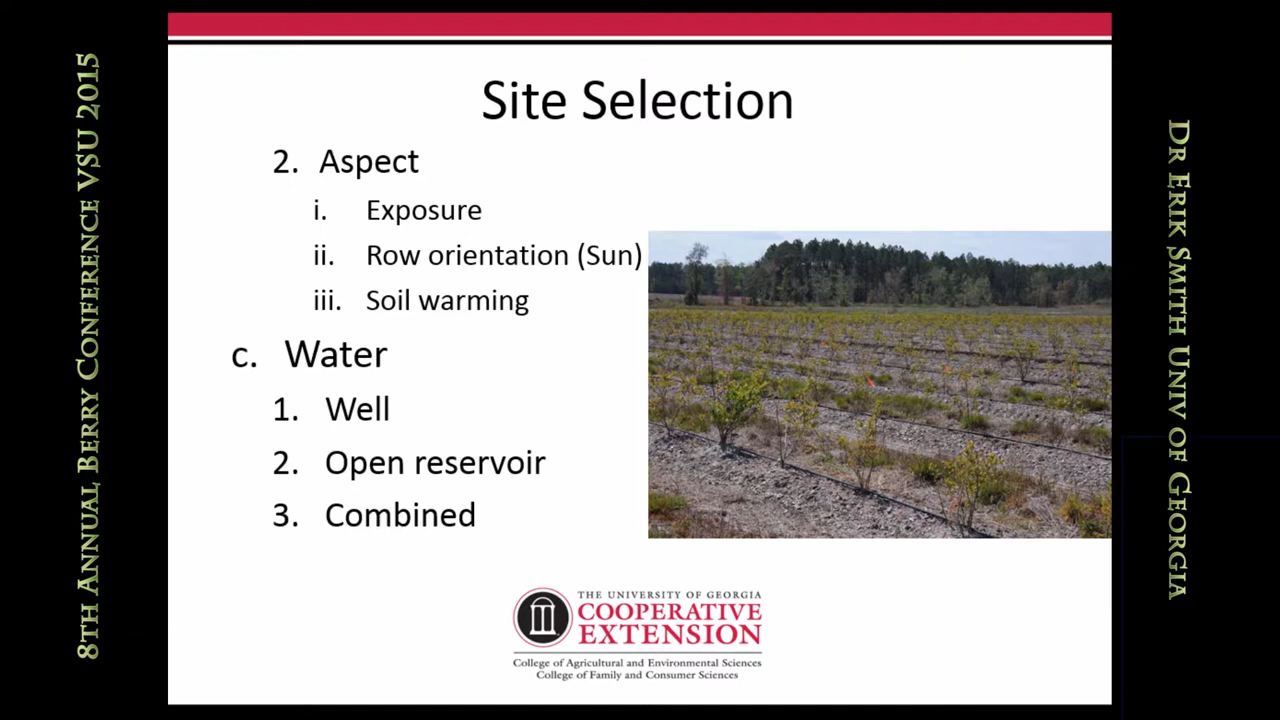 8th Annual Berry Conference VSU 2015
Site Selection
2. Aspect
i. Exposure
ii. Row orientation (Sun)
iii. Soil warming
c. Water
1. Well
2. Open reservoir
3. Combined
THE UNIVERSITY OF GEORGIA
COOPERATIVE
EXTENSION
College of Agricultural and Environmental Sciences
College of Family and Consumer Sciences
Dr Erik Smith Univ of Georgia